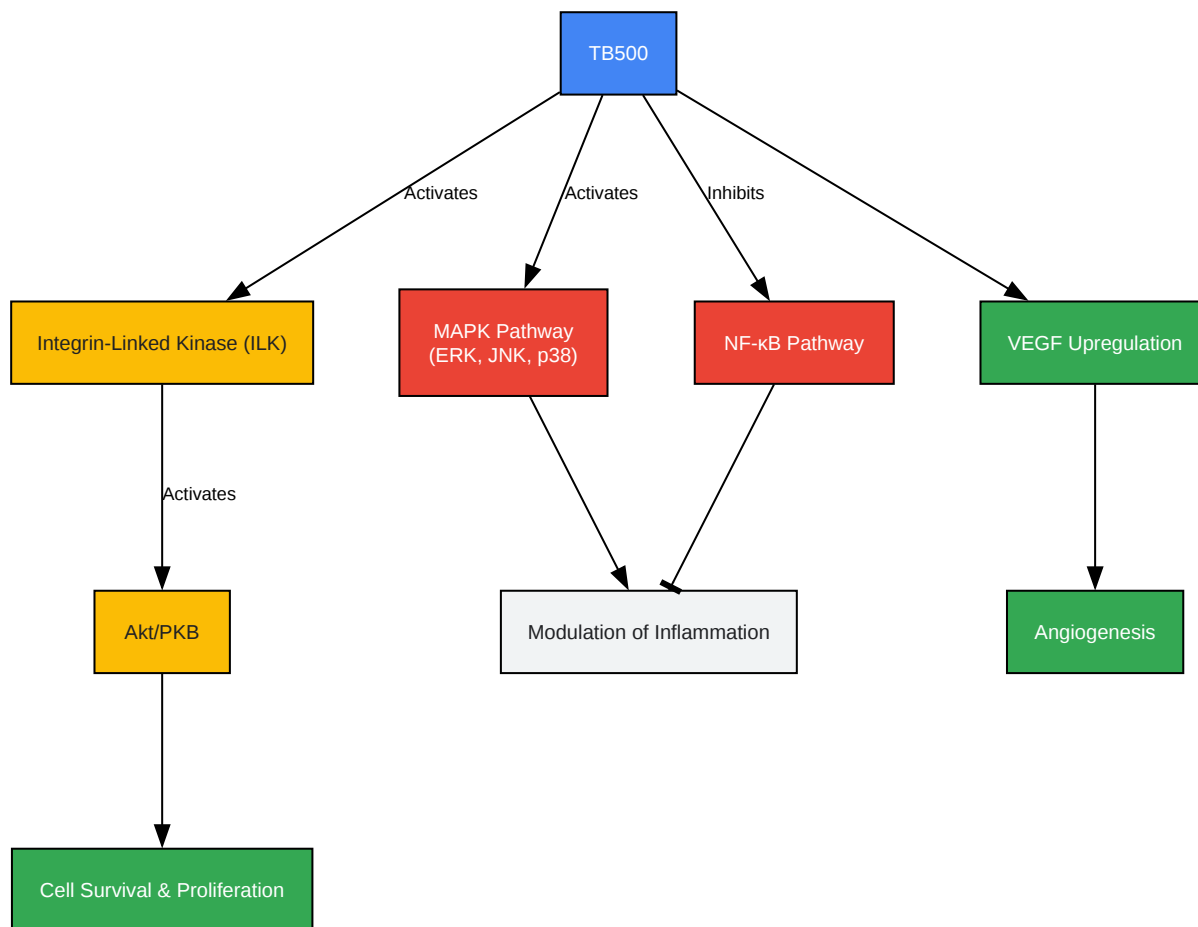 TB500
Activates
Activates
Inhibits
Integrin-Linked Kinase (ILK)
MAPK Pathway
(ERK, JNK, p38)
NF-κB Pathway
VEGF Upregulation
Activates
Akt/PKB
Modulation of Inflammation
Angiogenesis
Cell Survival & Proliferation